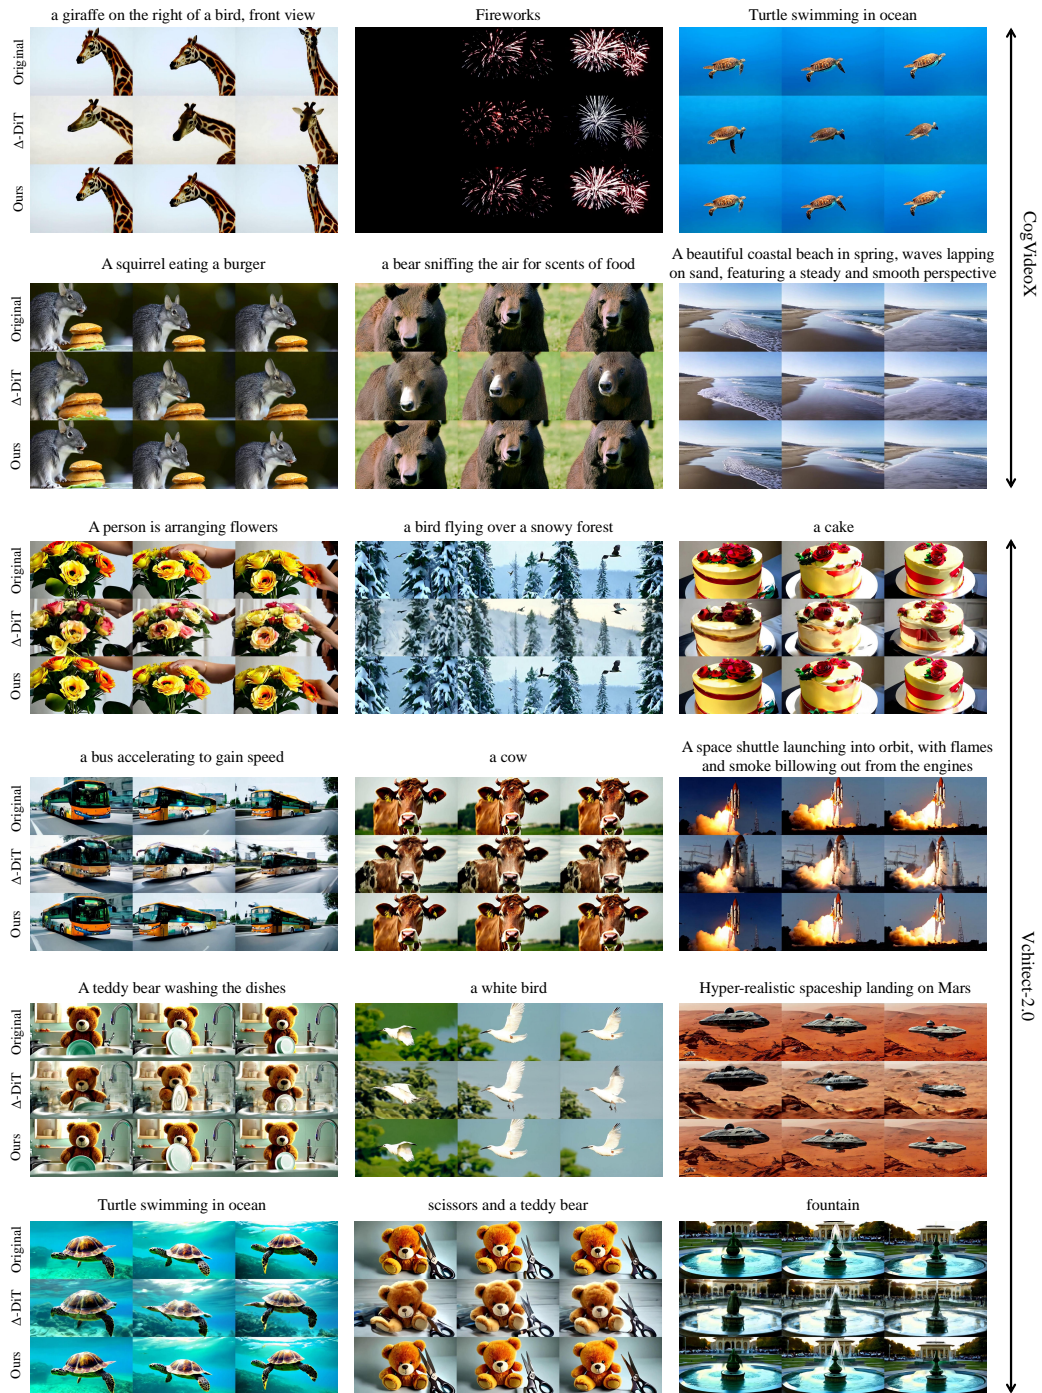 a giraffe on the right of a bird, front view
Fireworks
Turtle swimming in ocean
Original
Δ-DiT
Ours
A squirrel eating a burger
a bear sniffing the air for scents of food
A beautiful coastal beach in spring, waves lapping
on sand, featuring a steady and smooth perspective
Original
Δ-DiT
Ours
CogVideoX
A person is arranging flowers
a bird flying over a snowy forest
a cake
Original
Δ-DiT
Ours
a bus accelerating to gain speed
a cow
A space shuttle launching into orbit, with flames
and smoke billowing out from the engines
Original
Δ-DiT
Ours
A teddy bear washing the dishes
a white bird
Hyper-realistic spaceship landing on Mars
Original
Δ-DiT
Ours
Turtle swimming in ocean
scissors and a teddy bear
fountain
Original
Δ-DiT
Ours
Vchitect-2.0